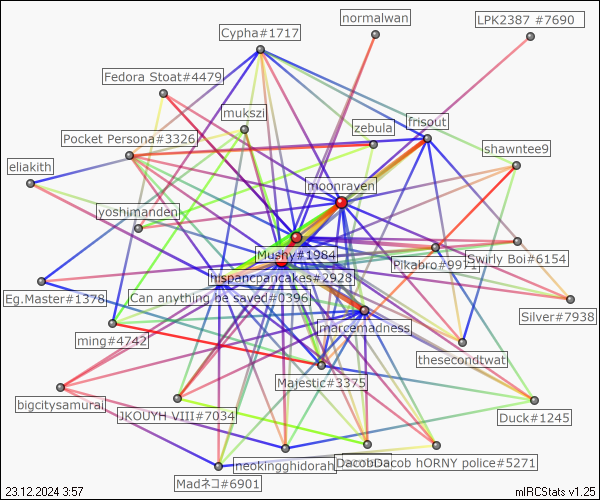 normalwan
LPK2387 #7690
Cypha#1717
Fedora Stoat#4479
mukszi
zebula
frisout
Pocket Persona#3326
shawntee9
eliakith
moonraven
yoshimanden
Mushy#1984
Pikabro#9971
Swirly Boi#6154
hispancpancakes#2928
Eg.Master#1378
Can anything be saved#0396
Silver#7938
marcemadness
ming#4742
thesecondtwat
Majestic#3375
bigcitysamurai
JKOUYH VIII#7034
Duck#1245
neokingghidorah
DacobDacob hORNY police#5271
Madネコ#6901
23.12.2024 3:57
mIRCStats v1.25